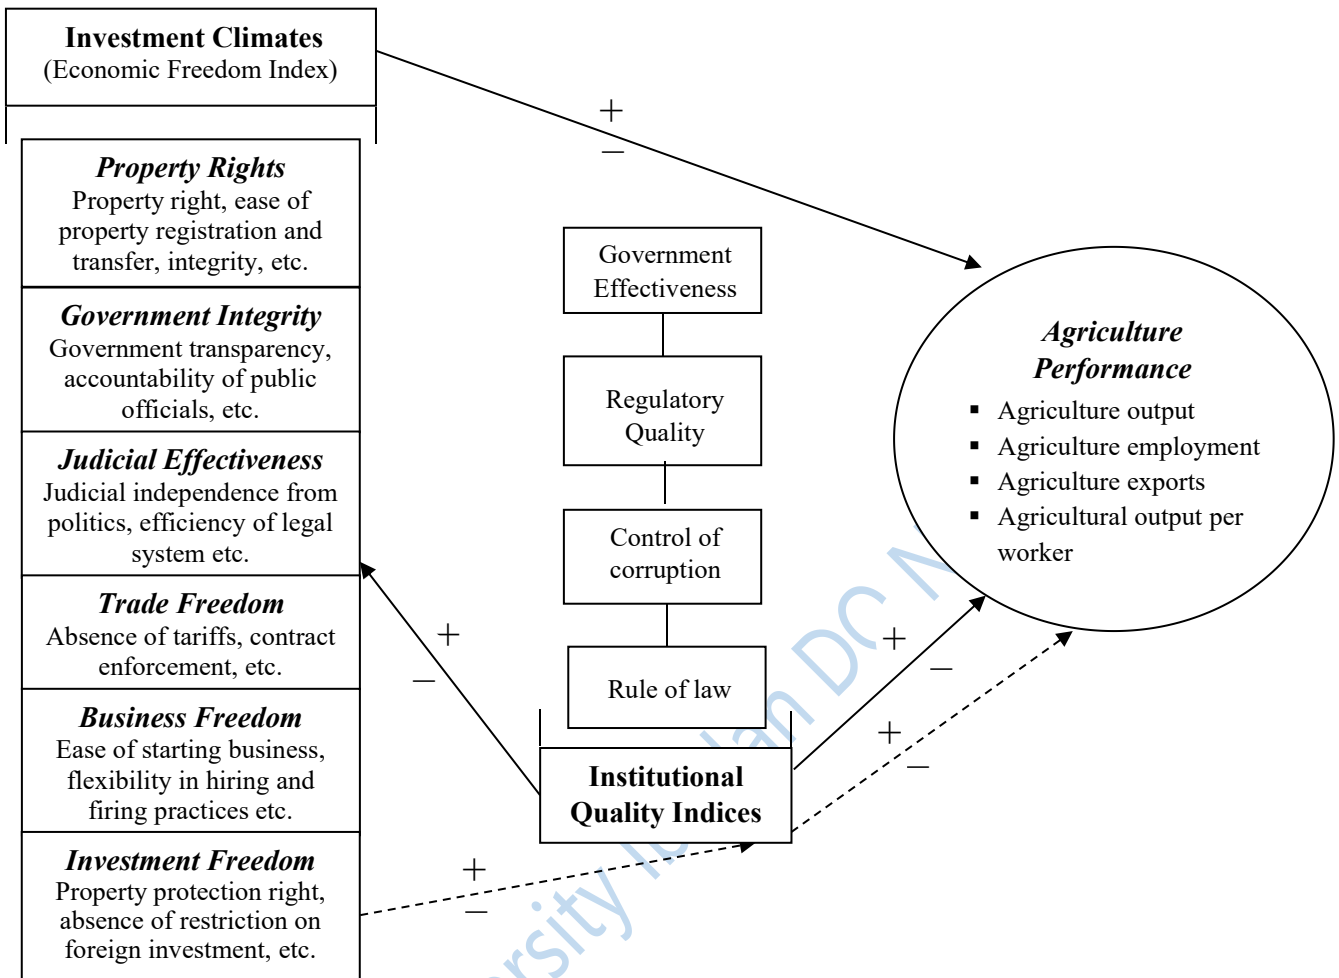 Investment Climates
(Economic Freedom Index)
Property Rights
Property right, ease of
property registration and
transfer, integrity, etc.
Government Integrity
Government transparency,
accountability of public
officials, etc.
Judicial Effectiveness
Judicial independence from
politics, efficiency of legal
system etc.
Trade Freedom
Absence of tariffs, contract
enforcement, etc.
Business Freedom
Ease of starting business,
flexibility in hiring and
firing practices etc.
Investment Freedom
Property protection right,
absence of restriction on
foreign investment, etc.
+
–
+
–
+
–
Government
Effectiveness
Regulatory
Quality
Control of
corruption
Rule of law
Institutional
Quality Indices
+
–
+
–
Agriculture
Performance
▪ Agriculture output
▪ Agriculture employment
▪ Agriculture exports
▪ Agricultural output per
worker